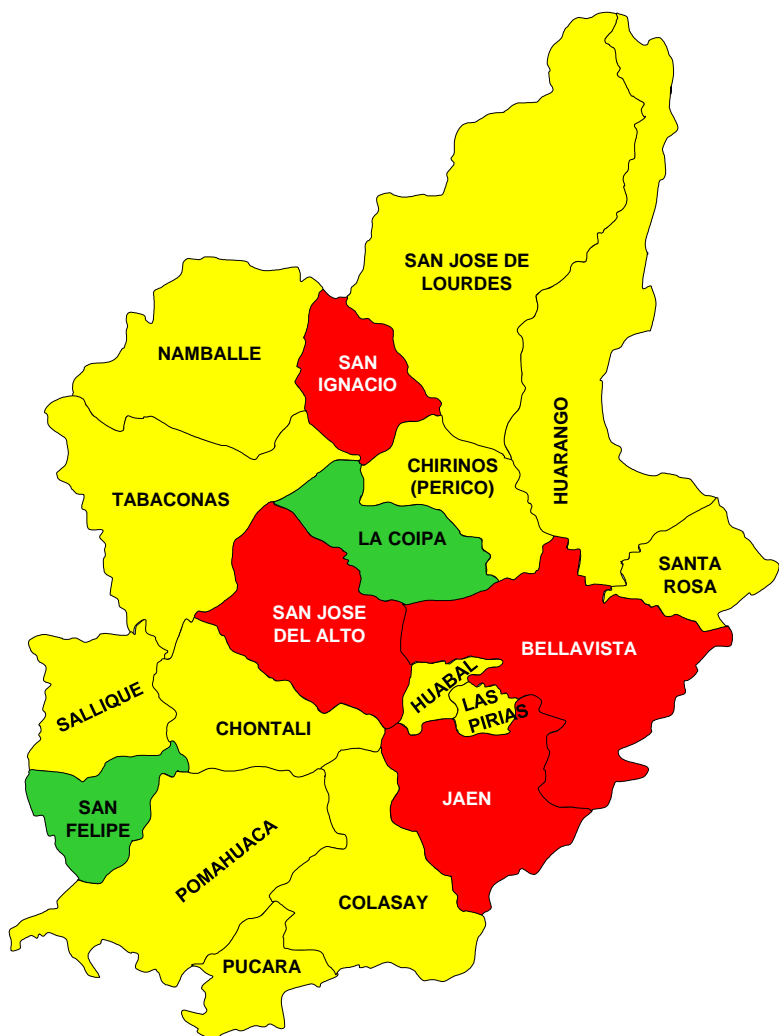 SAN JOSE DE
LOURDES
NAMBALLE
SAN
IGNACIO
HUARANGO
CHIRINOS
(PERICO)
TABACONAS
LA COIPA
SANTA
ROSA
SAN JOSE
DEL ALTO
BELLAVISTA
HUABAL
LAS
PIRIAS
SALLIQUE
CHONTALI
JAEN
SAN
FELIPE
POMAHUACA
COLASAY
PUCARA